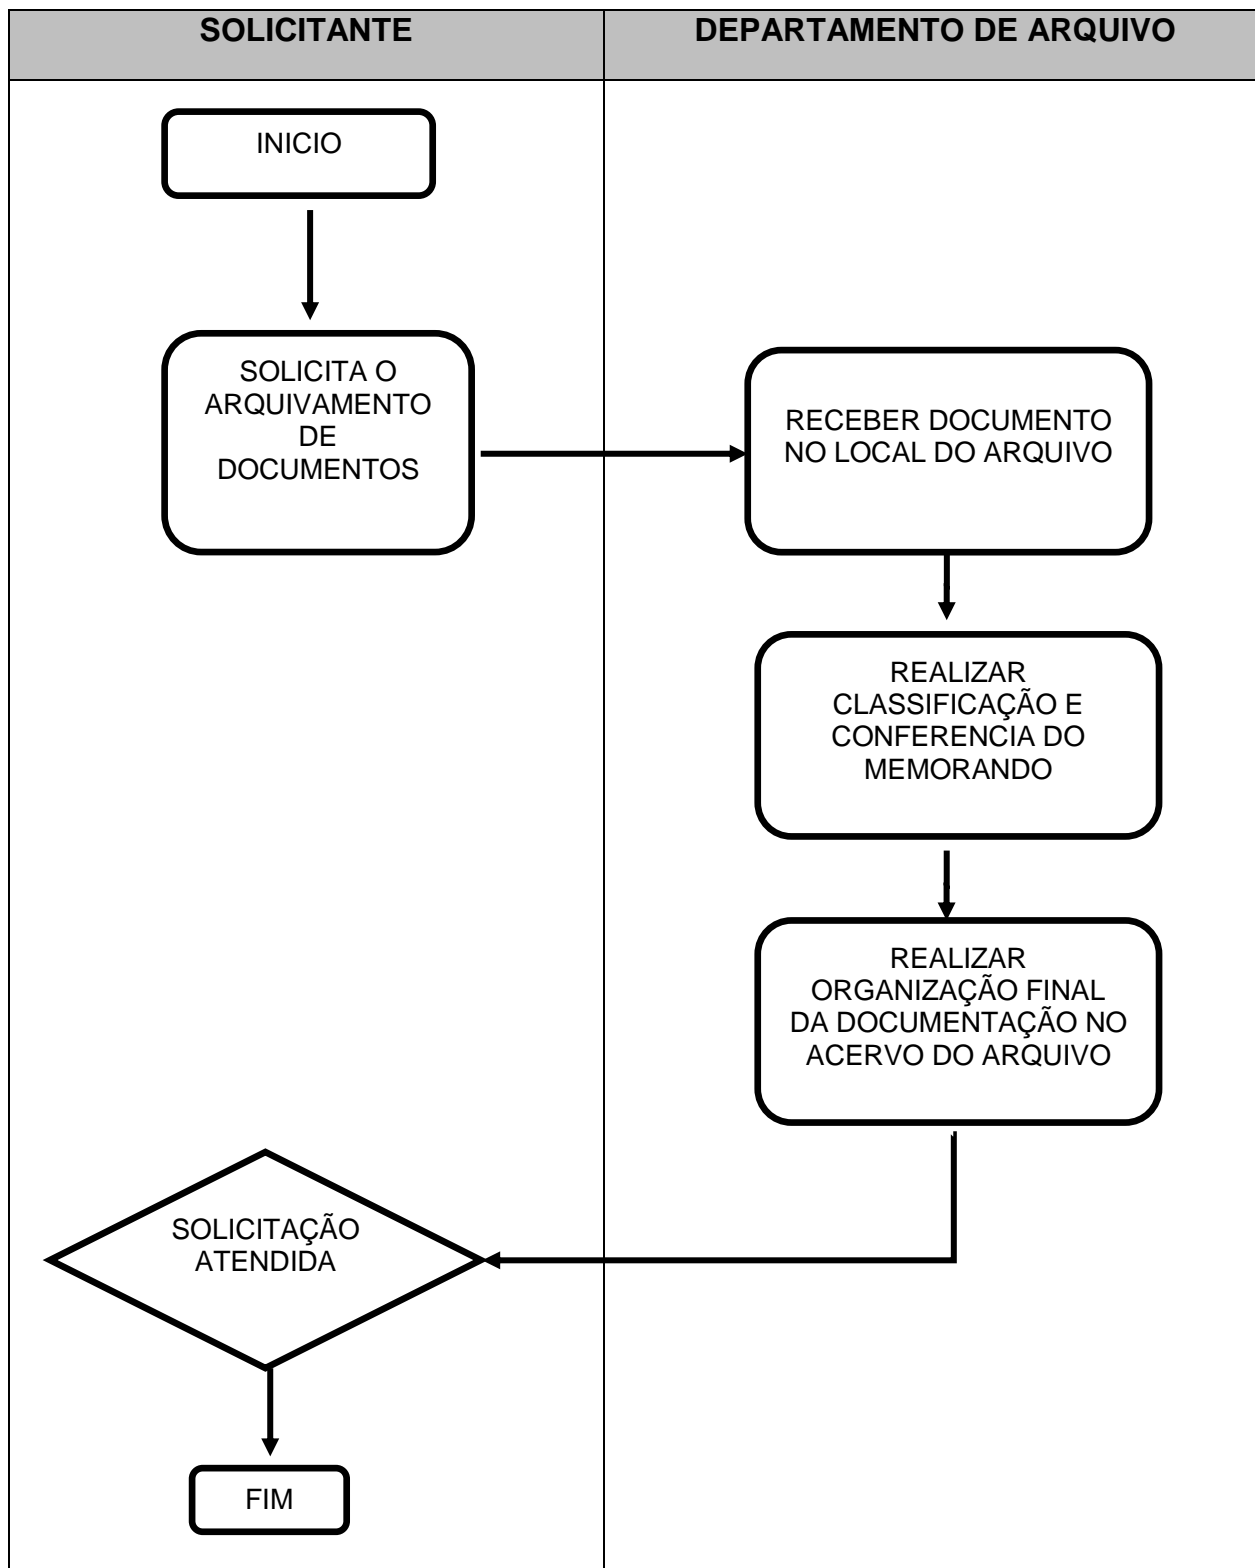 SOLICITANTE
DEPARTAMENTO DE ARQUIVO
INICIO
SOLICITA O
ARQUIVAMENTO
DE
DOCUMENTOS
RECEBER DOCUMENTO
NO LOCAL DO ARQUIVO
REALIZAR
CLASSIFICAÇÃO E
CONFERENCIA DO
MEMORANDO
REALIZAR
ORGANIZAÇÃO FINAL
DA DOCUMENTAÇÃO NO
ACERVO DO ARQUIVO
SOLICITAÇÃO
ATENDIDA
FIM